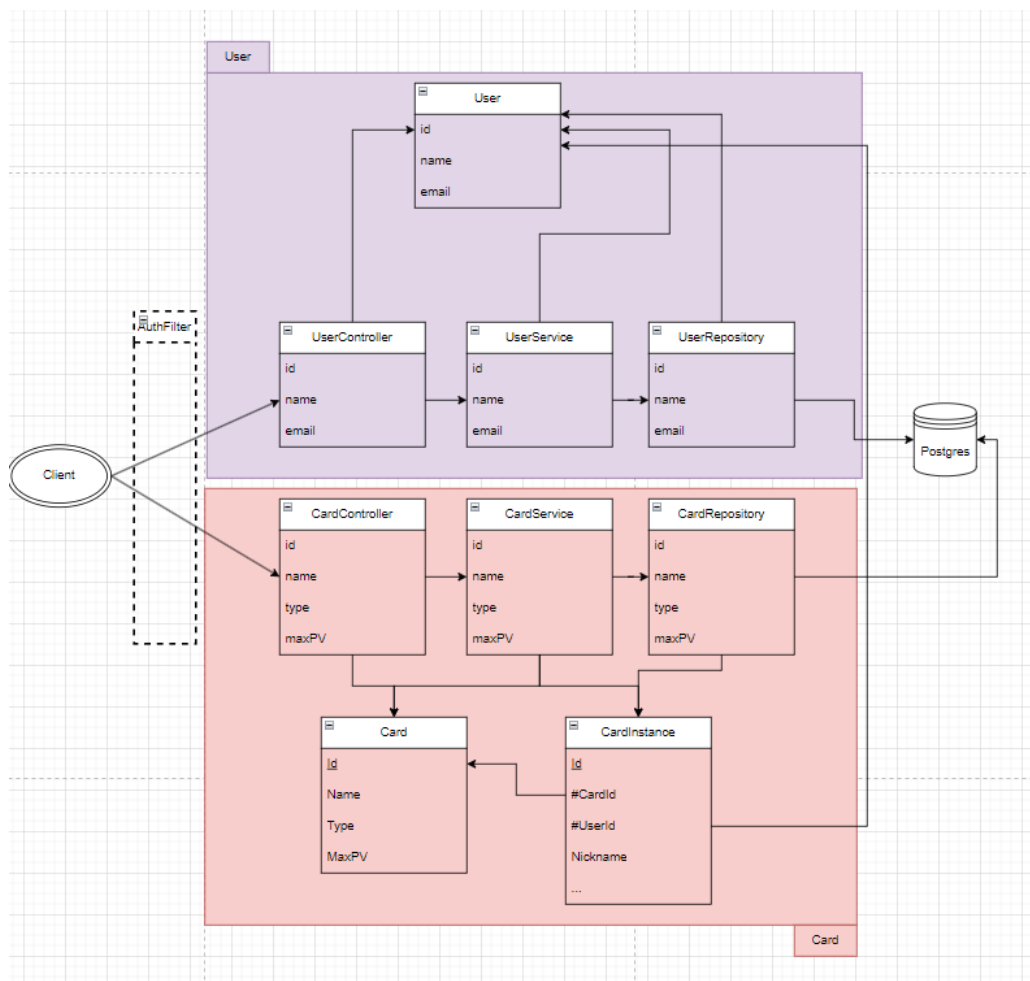 User
User
id
name
email
AuthFilter
UserController
id
name
email
UserService
id
name
email
UserRepository
id
name
email
Postgres
Client
CardController
id
name
type
maxPV
CardService
id
name
type
maxPV
CardRepository
id
name
type
maxPV
Card
Id
Name
Type
MaxPV
CardInstance
Id
#CardId
#UserId
Nickname
...
Card